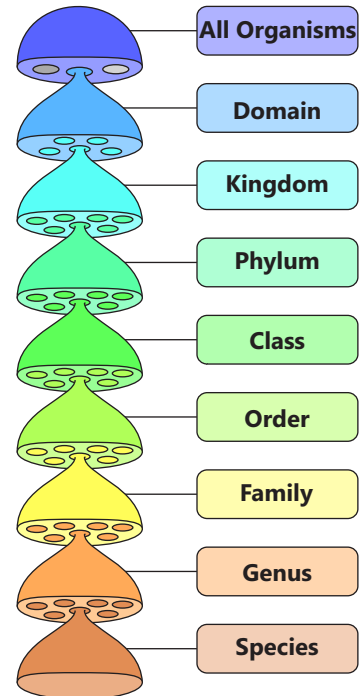 All Organisms
Domain
Kingdom
Phylum
Class
Order
Family
Genus
Species